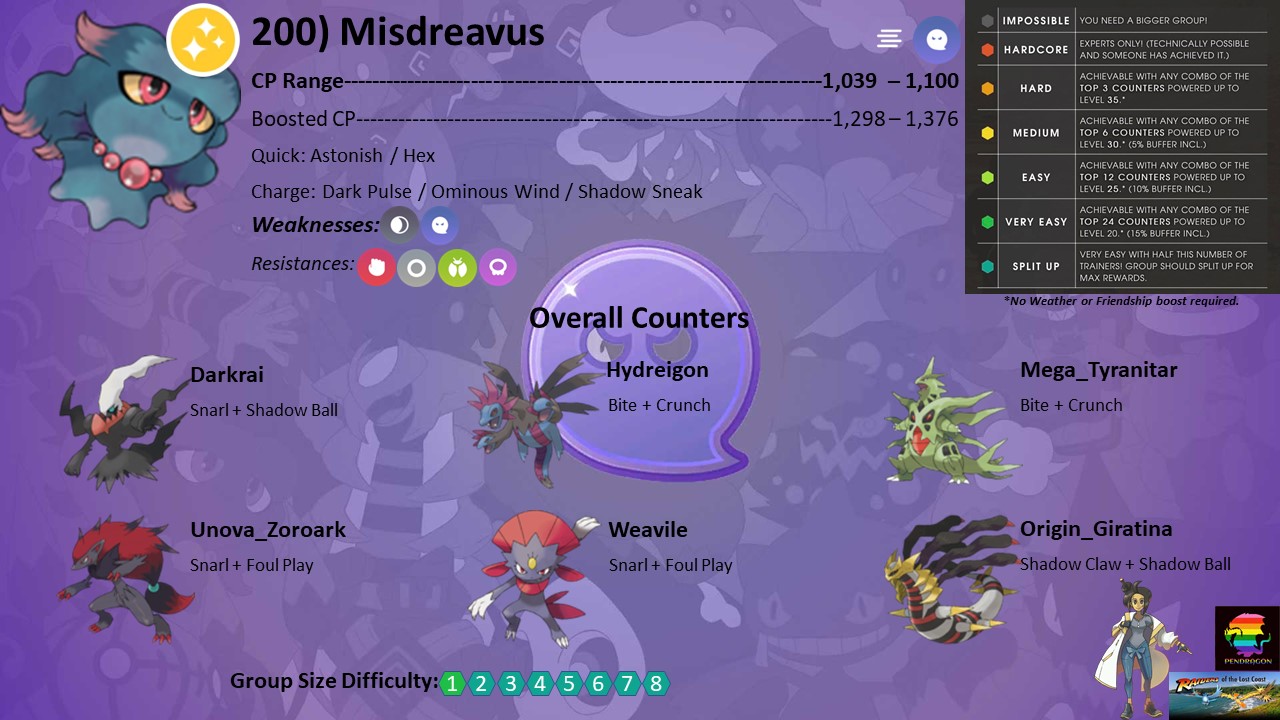 200) Misdreavus
CP Range--------------------------------------------------------------------1,039 – 1,100
Boosted CP--------------------------------------------------------------------1,298 – 1,376
Quick: Astonish / Hex
Charge: Dark Pulse / Ominous Wind / Shadow Sneak
Weaknesses:
Resistances:
IMPOSSIBLE YOU NEED A BIGGER GROUP!
HARDCORE EXPERTS ONLY! (TECHNICALLY POSSIBLE
AND SOMEONE HAS ACHIEVED IT.)
HARD ACHIEVABLE WITH ANY COMBO OF THE
TOP 3 COUNTERS POWERED UP TO
LEVEL 35.*
MEDIUM ACHIEVABLE WITH ANY COMBO OF THE
TOP 6 COUNTERS POWERED UP TO
LEVEL 30.* (5% BUFFER INCL.)
EASY ACHIEVABLE WITH ANY COMBO OF THE
TOP 12 COUNTERS POWERED UP TO
LEVEL 25.* (10% BUFFER INCL.)
VERY EASY ACHIEVABLE WITH ANY COMBO OF THE
TOP 24 COUNTERS POWERED UP TO
LEVEL 20.* (15% BUFFER INCL.)
SPLIT UP VERY EASY WITH HALF THIS NUMBER OF
TRAINERS! GROUP SHOULD SPLIT UP FOR
MAX REWARDS.
*No Weather or Friendship boost required.
Overall Counters
Darkrai
Snarl + Shadow Ball
Hydreigon
Bite + Crunch
Mega_Tyranitar
Bite + Crunch
Unova_Zoroark
Snarl + Foul Play
Weavile
Snarl + Foul Play
Origin_Giratina
Shadow Claw + Shadow Ball
Group Size Difficulty: 1 2 3 4 5 6 7 8
PENDRAGON
RAIDERS of the Lost Coast